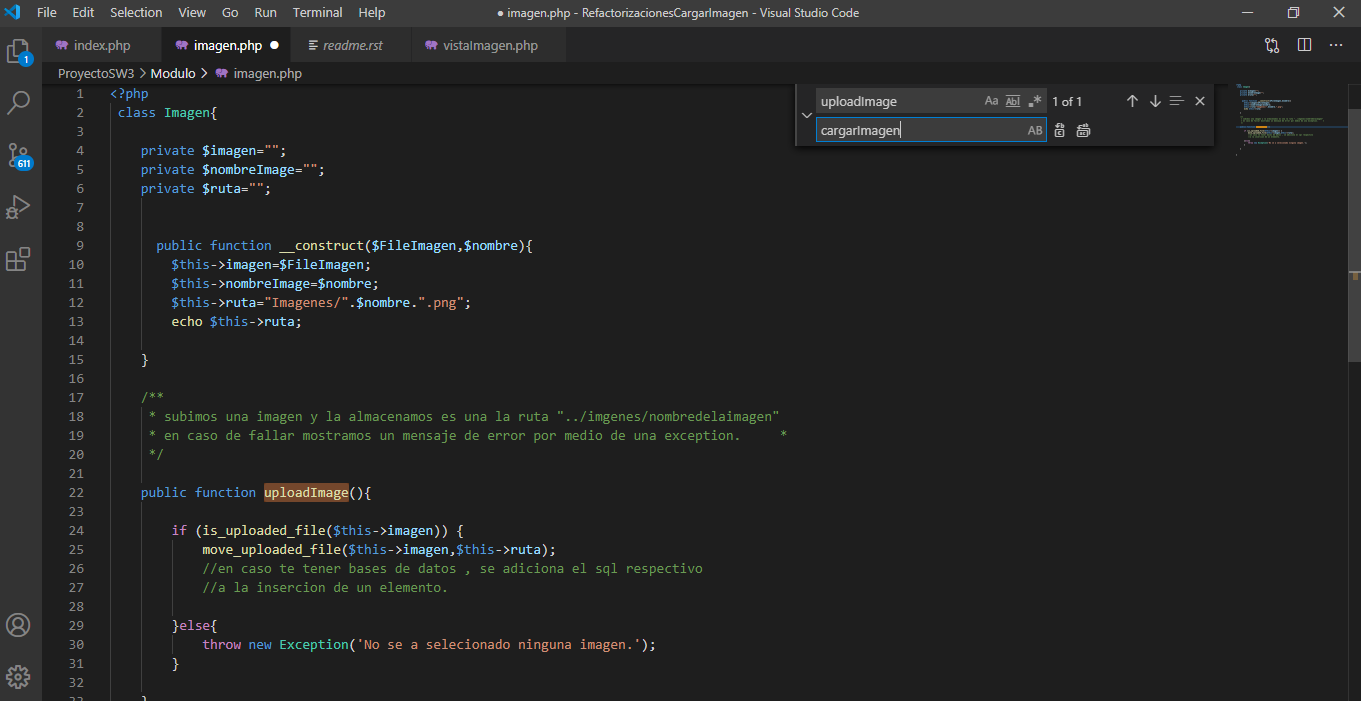 File Edit Selection View Go Run Terminal Help
● imagen.php - RefactorizacionesCargarImagen - Visual Studio Code
index.php
imagen.php ●
readme.rst
vistaImagen.php
ProyectoSW3 > Modulo > imagen.php
uploadImage Aa Abl .* 1 of 1
cargarImagen AB
1
611
1 <?php
2 class Imagen{
3
4 private $imagen="";
5 private $nombreImage="";
6 private $ruta="";
7
8
9 public function __construct($FileImagen,$nombre){
10 $this->imagen=$FileImagen;
11 $this->nombreImage=$nombre;
12 $this->ruta="Imagenes/".$nombre.".png";
13 echo $this->ruta;
14
15 }
16
17 /**
18 * subimos una imagen y la almacenamos es una la ruta "../imgenes/nombredelaimagen"
19 * en caso de fallar mostramos un mensaje de error por medio de una exception. *
20 */
21
22 public function uploadImage(){
23
24 if (is_uploaded_file($this->imagen)) {
25 move_uploaded_file($this->imagen,$this->ruta);
26 //en caso te tener bases de datos , se adiciona el sql respectivo
27 //a la insercion de un elemento.
28
29 }else{
30 throw new Exception('No se a selecionado ninguna imagen.');
31 }
32
33 }